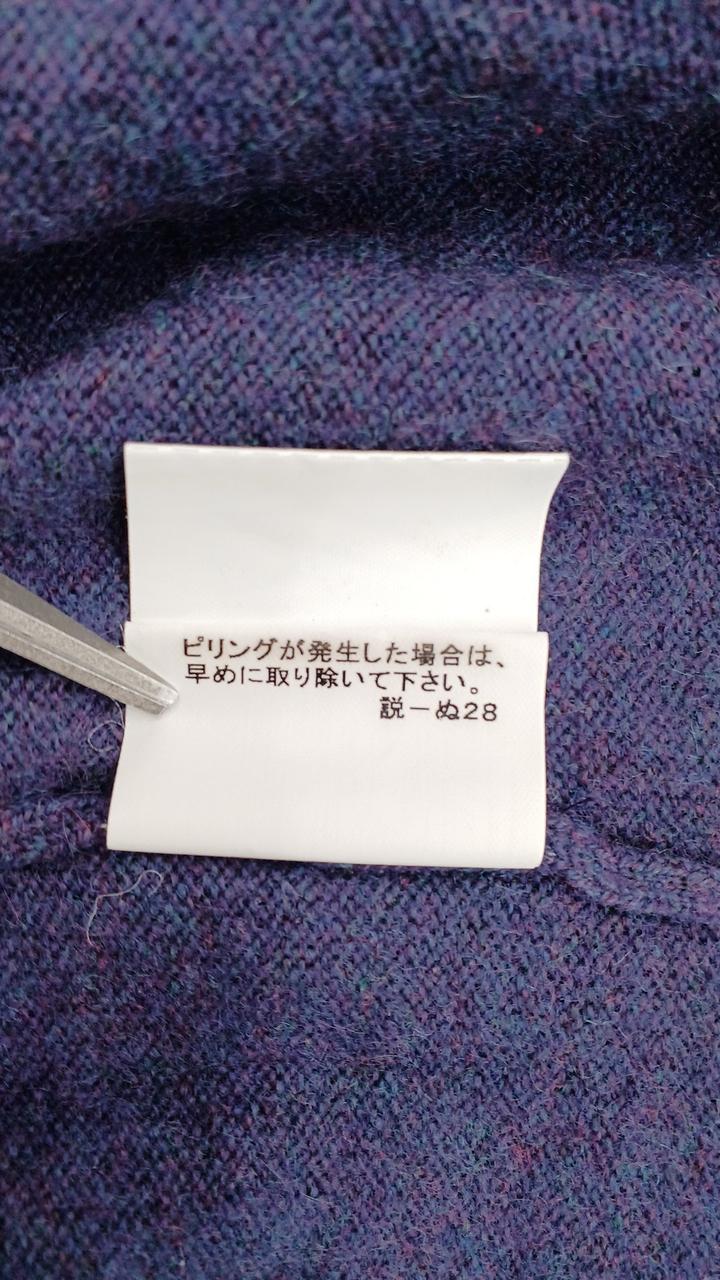 ピリングが発生した場合は、
早めに取り除いて下さい。
説－ぬ28